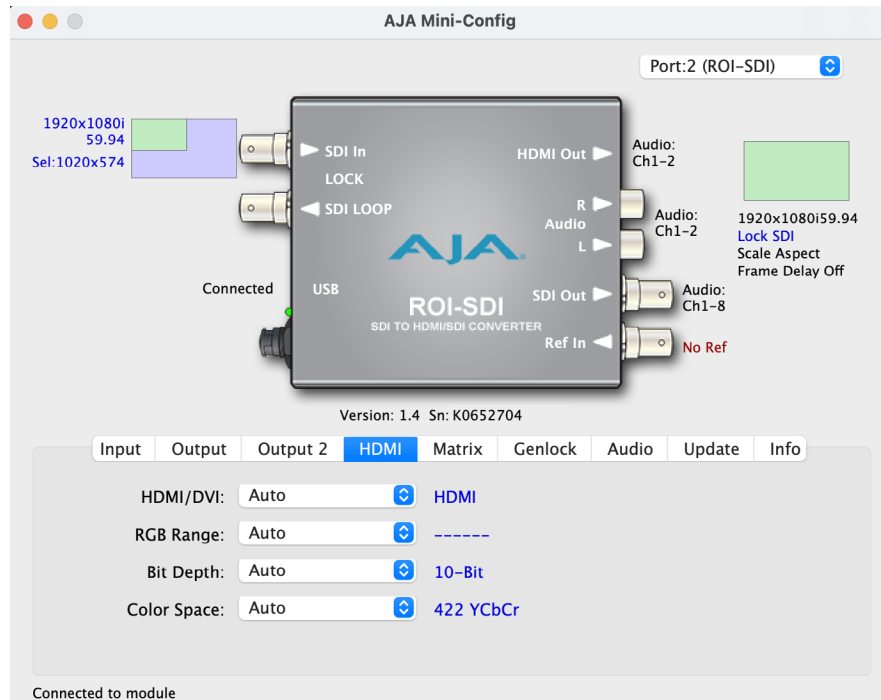 AJA Mini-Config
Port:2 (ROI-SDI)
1920x1080i
59.94
Sel:1020x574
SDI In
LOCK
SDI LOOP
Connected
USB
HDMI Out
Audio:
Ch1-2
R
Audio
L
Audio:
Ch1-2
SDI Out
Audio:
Ch1-8
Ref In
No Ref
AJA
ROI-SDI
SDI TO HDMI/SDI CONVERTER
1920x1080i59.94
Lock SDI
Scale Aspect
Frame Delay Off
Version: 1.4 Sn: K0652704
Input Output Output 2 HDMI Matrix Genlock Audio Update Info
HDMI/DVI: Auto HDMI
RGB Range: Auto ------
Bit Depth: Auto 10-Bit
Color Space: Auto 422 YCbCr
Connected to module